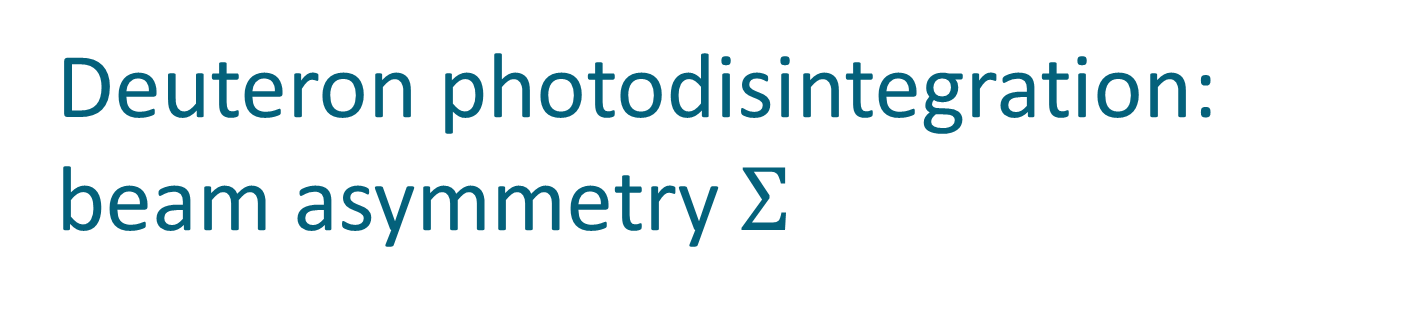 Deuteron photodisintegration:
beam asymmetry Σ